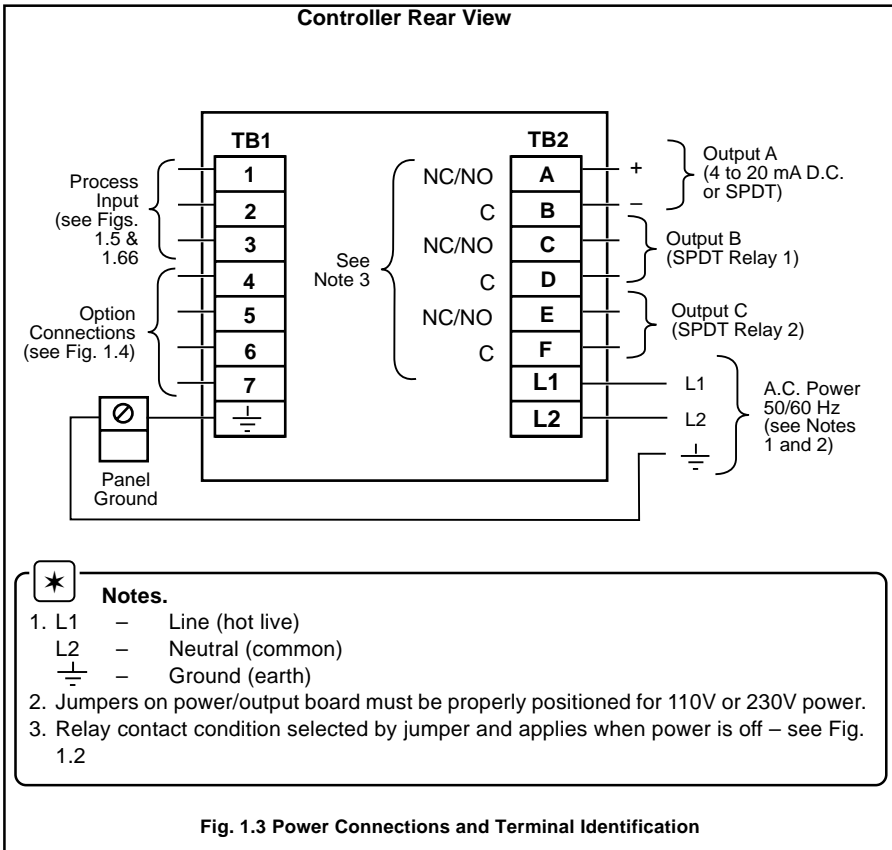 Controller Rear View
TB1
1
2
3
4
5
6
7
Process
Input
(see Figs.
1.5 &
1.66
Option
Connections
(see Fig. 1.4)
Panel
Ground
See
Note 3
NC/NO
C
NC/NO
C
NC/NO
C
TB2
A
B
C
D
E
F
L1
L2
+
–
Output A
(4 to 20 mA D.C.
or SPDT)
Output B
(SPDT Relay 1)
Output C
(SPDT Relay 2)
L1
L2
A.C. Power
50/60 Hz
(see Notes
1 and 2)
Notes.
1. L1 – Line (hot live)
L2 – Neutral (common)
– Ground (earth)
2. Jumpers on power/output board must be properly positioned for 110V or 230V power.
3. Relay contact condition selected by jumper and applies when power is off – see Fig.
1.2
Fig. 1.3 Power Connections and Terminal Identification